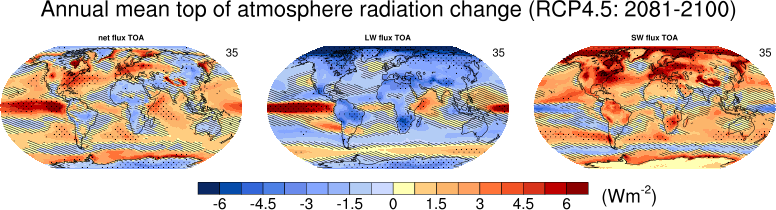 Annual mean top of atmosphere radiation change (RCP4.5: 2081-2100)
net flux TOA
35
LW flux TOA
35
SW flux TOA
35
-6 -4.5 -3 -1.5 0 1.5 3 4.5 6 (Wm-2)